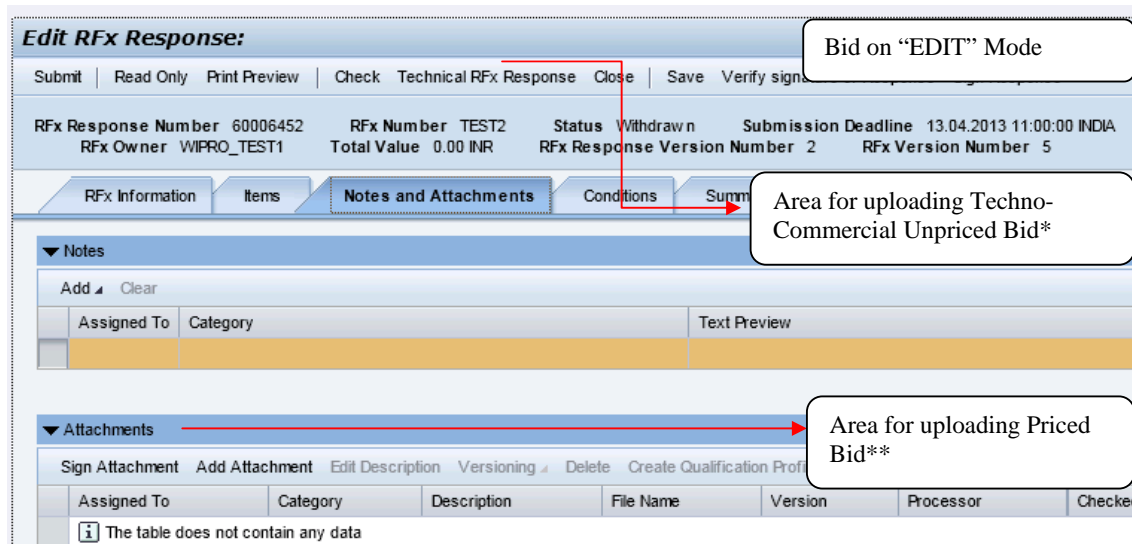 Edit RFx Response:
Bid on “EDIT” Mode
Submit Read Only Print Preview Check Technical RFx Response Close Save Verify
RFx Response Number 60006452 RFx Number TEST2 Status Withdrawn Submission Deadline 13.04.2013 11:00:00 INDIA
RFx Owner WIPRO_TEST1 Total Value 0.00 INR RFx Response Version Number 2 RFx Version Number 5
RFx Information Items Notes and Attachments Conditions
Area for uploading Techno-
Commercial Unpriced Bid*
Notes
Add Clear
Assigned To Category Text Preview
Area for uploading Priced
Bid**
Attachments
Sign Attachment Add Attachment Edit Description Versioning Delete Create Qualification
Assigned To Category Description File Name Version Processor
The table does not contain any data